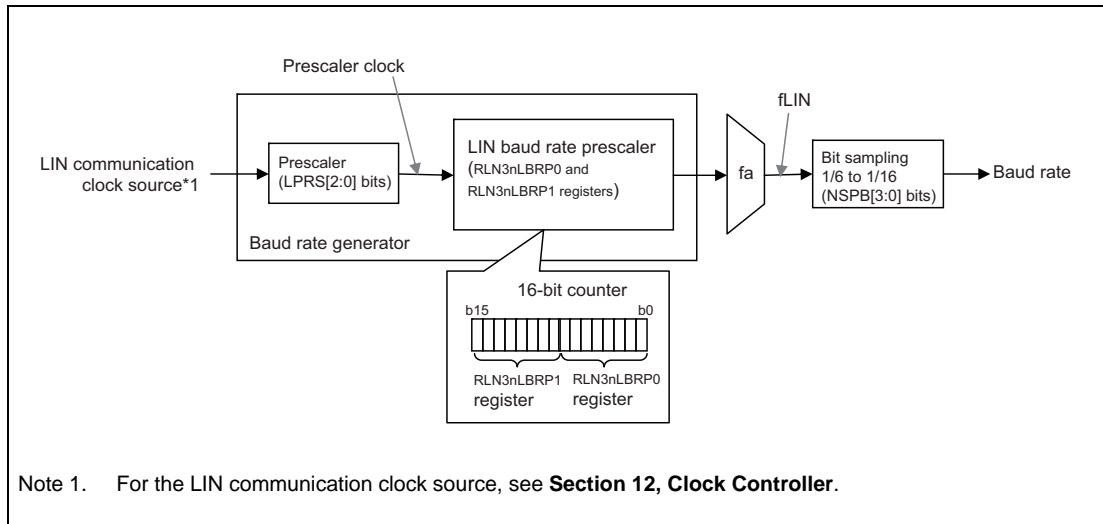 Prescaler clock
fLIN
LIN communication
clock source*1
Prescaler
(LPRS[2:0] bits)
LIN baud rate prescaler
(RLN3nLBRP0 and
RLN3nLBRP1 registers)
fa
Bit sampling
1/6 to 1/16
(NSPB[3:0] bits)
Baud rate
Baud rate generator
16-bit counter
b15 b0
RLN3nLBRP1
register
RLN3nLBRP0
register
Note 1. For the LIN communication clock source, see Section 12, Clock Controller.